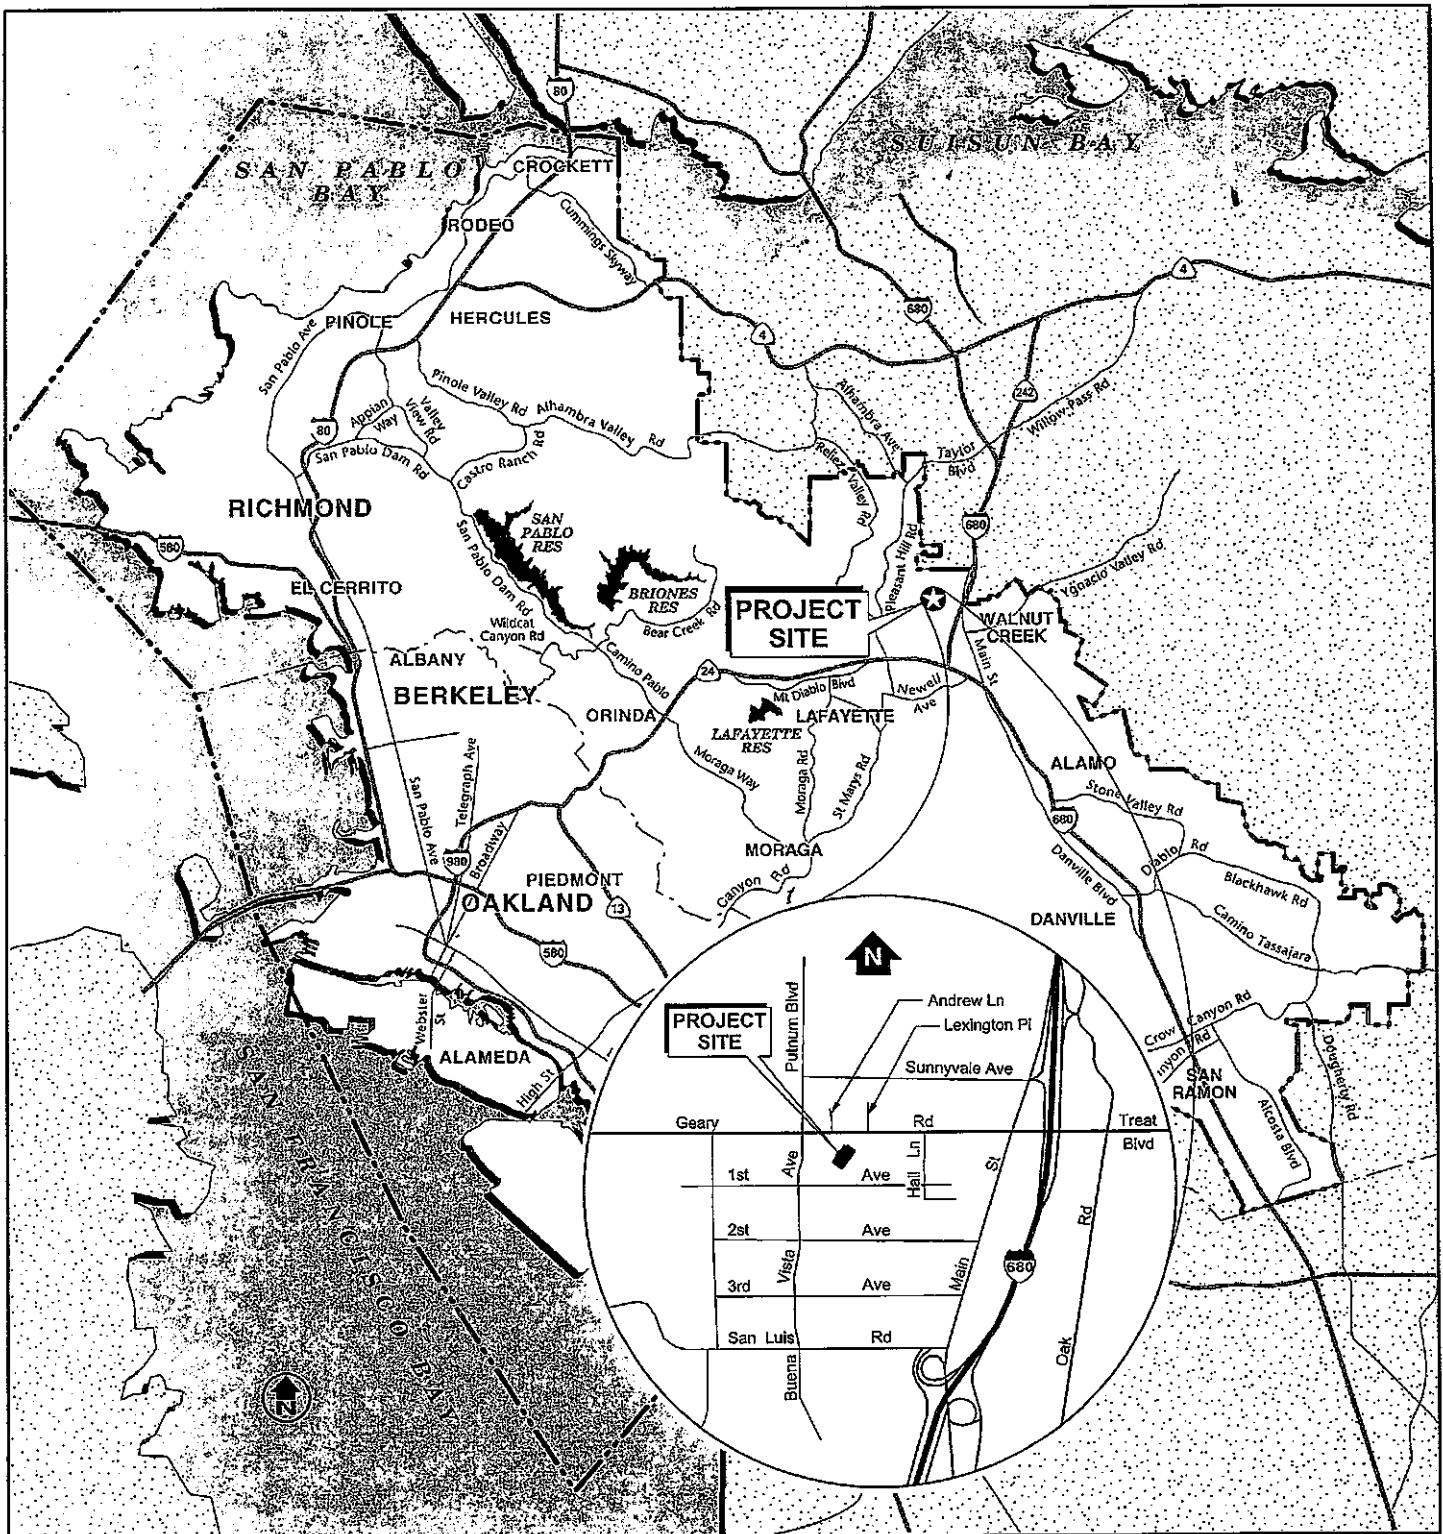 80
SUISUN BAY
SAN PABLO
BAY
CROCKETT
RODEO
Cummings Skyway
4
680
PINOLE
HERCULES
San Pablo Ave
4
242
Willow Pass Rd
Pinole Valley Rd
Alhambra Valley Rd
Alhambra Ave
Appian
Way
Valley
View Rd
80
San Pablo Dam Rd
Castro Ranch Rd
Reliez Valley Rd
Taylor
Blvd
RICHMOND
SAN
PABLO
RES
680
Pleasant Hill Rd
Ygnacio Valley Rd
580
EL CERRITO
San Pablo Dam Rd
BRIONES
RES
Bear Creek Rd
PROJECT
SITE
WALNUT
CREEK
Wildcat
Canyon Rd
ALBANY
BERKELEY
Camino Pablo
24
Main St
Mt Diablo Blvd
Newell
Ave
ORINDA
LAFAYETTE
LAFAYETTE
RES
Moraga Way
Moraga Rd
St Marys Rd
ALAMO
Stone Valley Rd
San Pablo Ave
Telegraph Ave
Broadway
980
680
MORAGA
Canyon Rd
Danville Blvd
Diablo Rd
Blackhawk Rd
PIEDMONT
OAKLAND
13
580
DANVILLE
Camino Tassajara
Webster
St
ALAMEDA
High St
Crow Canyon Rd
nyon Rd
SAN
RAMON
Dougherty Rd
Alcosta Blvd
SAN FRANCISCO BAY
N
N
PROJECT
SITE
Putnum Blvd
Andrew Ln
Lexington Pl
Sunnyvale Ave
Geary Rd
Treat
Blvd
1st Ave
Hall Ln
2st Ave
3rd Ave
San Luis Rd
Buena Vista Ave
Main St
680
Oak Rd